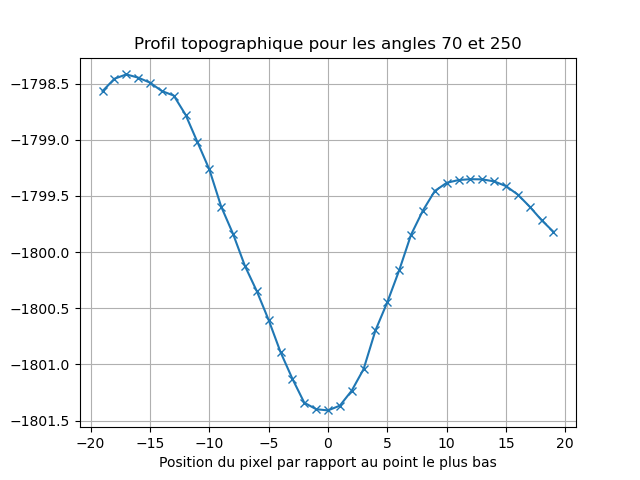 Profil topographique pour les angles 70 et 250
−1798.5
−1799.0
−1799.5
−1800.0
−1800.5
−1801.0
−1801.5
−20 −15 −10 −5 0 5 10 15 20
Position du pixel par rapport au point le plus bas